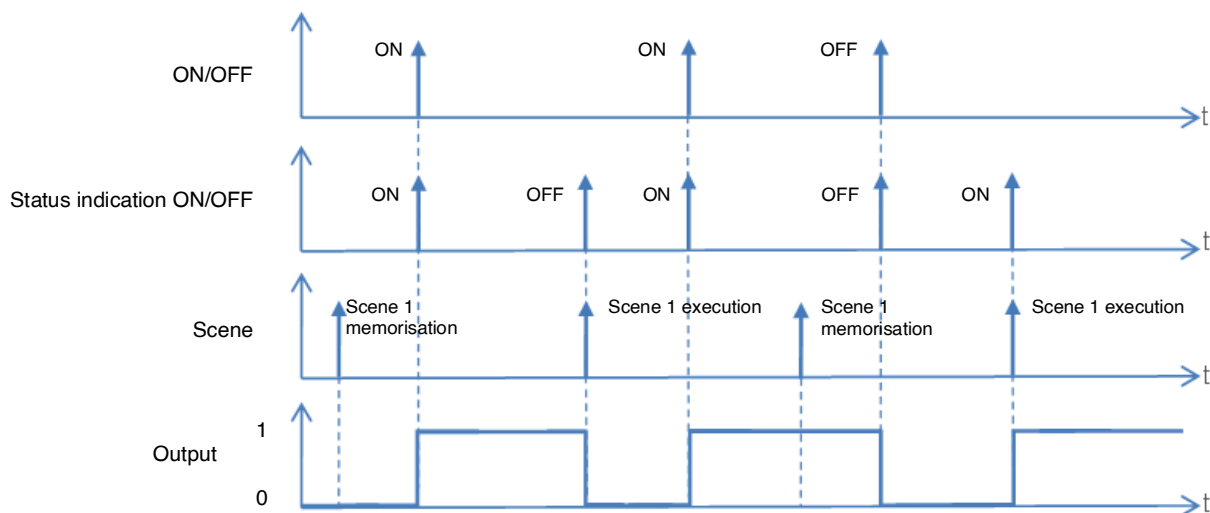 ON/OFF
ON
ON
OFF
t
Status indication ON/OFF
ON
OFF
ON
OFF
ON
t
Scene
Scene 1
memorisation
Scene 1 execution
Scene 1
memorisation
Scene 1 execution
t
Output
1
0
t